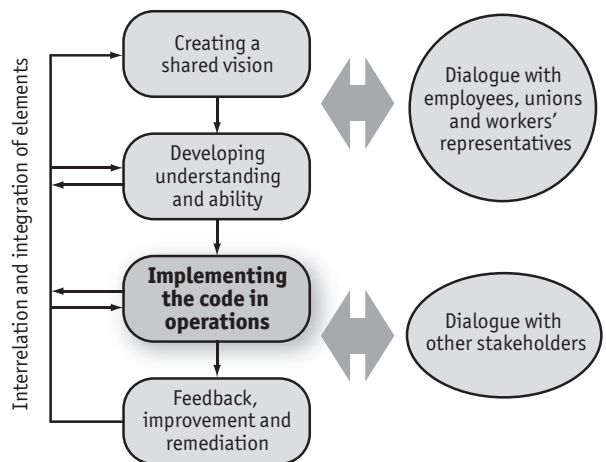 Interrelation and integration of elements
Creating a
shared vision
Developing
understanding
and ability
Implementing
the code in
operations
Feedback,
improvement and
remediation
Dialogue with
employees, unions
and workers’
representatives
Dialogue with
other stakeholders